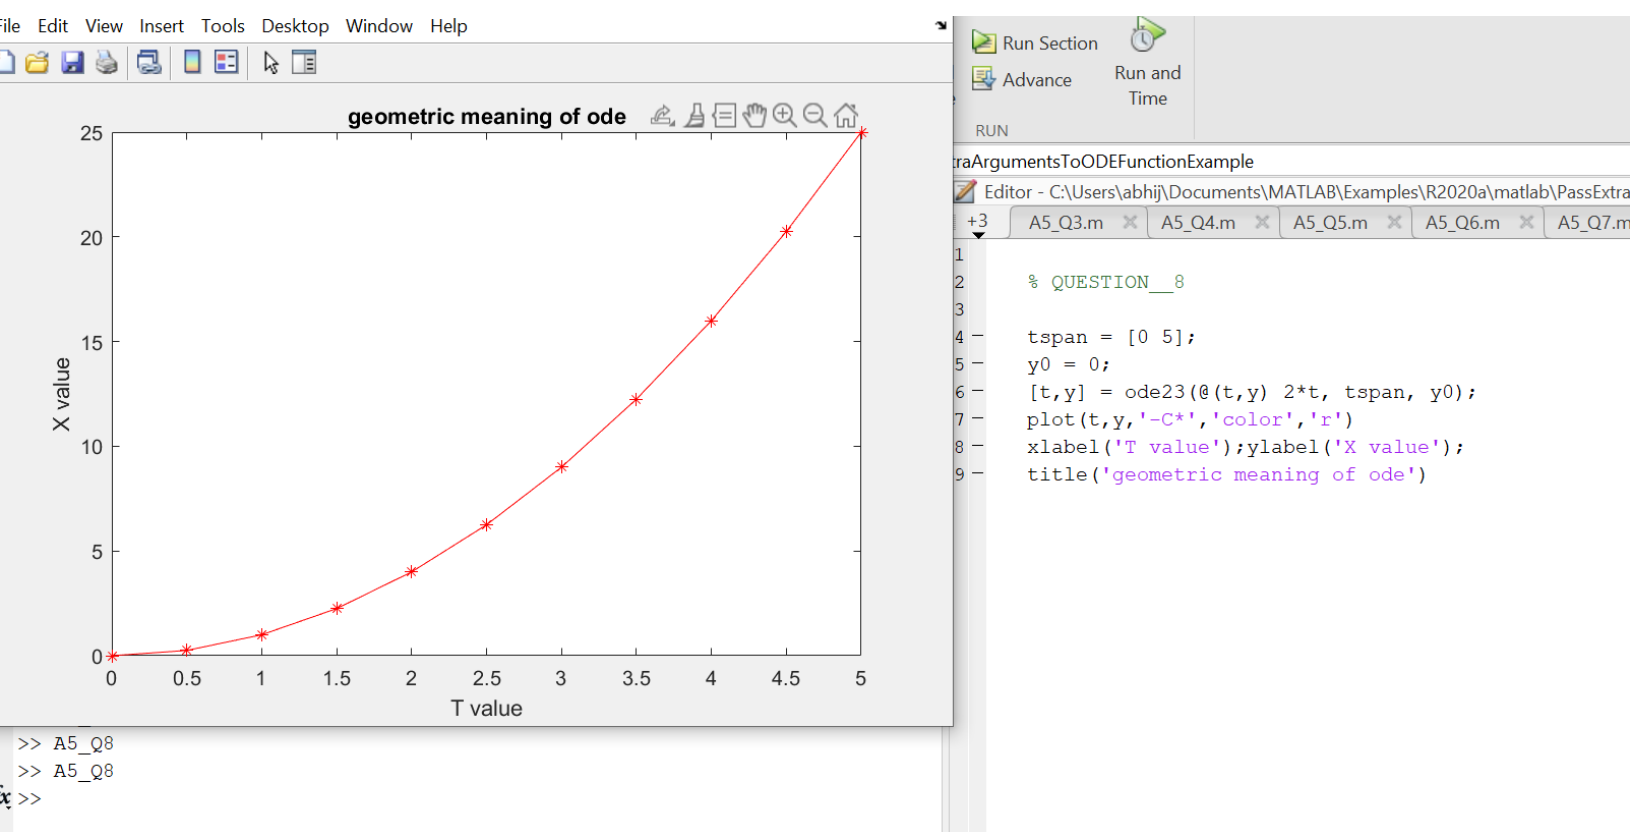 File Edit View Insert Tools Desktop Window Help
geometric meaning of ode
25
20
15
10
5
0
X value
0 0.5 1 1.5 2 2.5 3 3.5 4 4.5 5
T value
>> A5_Q8
>> A5_Q8
fx >>
Run Section
Advance
Run and
Time
RUN
traArgumentsToODEFunctionExample
Editor - C:\Users\abhij\Documents\MATLAB\Examples\R2020a\matlab\PassExtra
+3 A5_Q3.m A5_Q4.m A5_Q5.m A5_Q6.m A5_Q7.m
1
2 % QUESTION__8
3
4 tspan = [0 5];
5 y0 = 0;
6 [t,y] = ode23(@(t,y) 2*t, tspan, y0);
7 plot(t,y,'-C*','color','r')
8 xlabel('T value');ylabel('X value');
9 title('geometric meaning of ode')